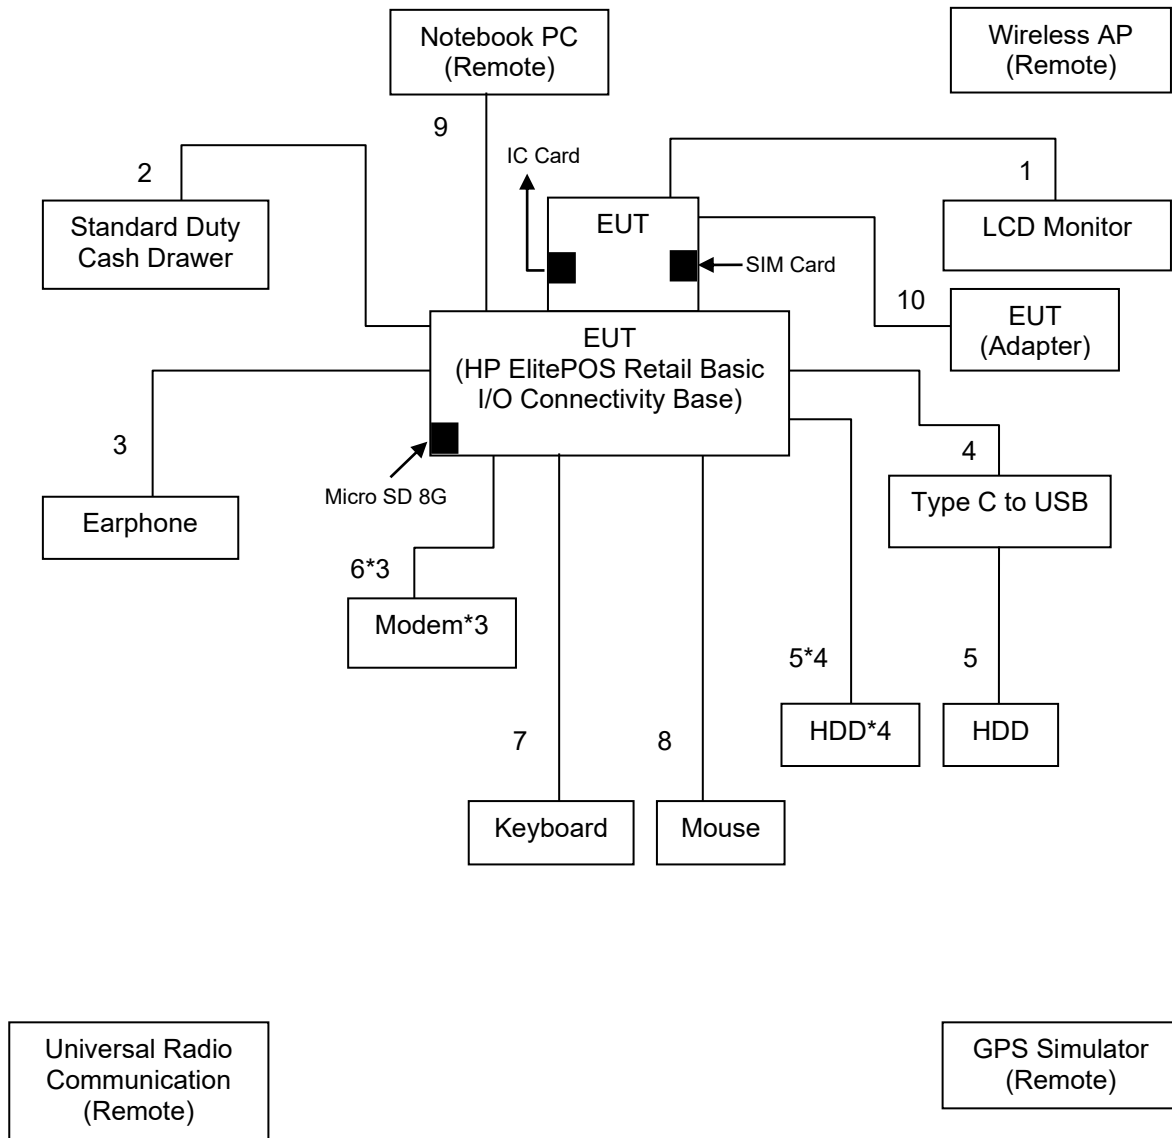 Notebook PC
(Remote)
Wireless AP
(Remote)
9
IC Card
2
1
Standard Duty
Cash Drawer
EUT
LCD Monitor
SIM Card
10
EUT
(Adapter)
EUT
(HP ElitePOS Retail Basic
I/O Connectivity Base)
3
4
Micro SD 8G
Earphone
Type C to USB
6*3
Modem*3
5*4
5
HDD*4
HDD
7
8
Keyboard
Mouse
Universal Radio
Communication
(Remote)
GPS Simulator
(Remote)